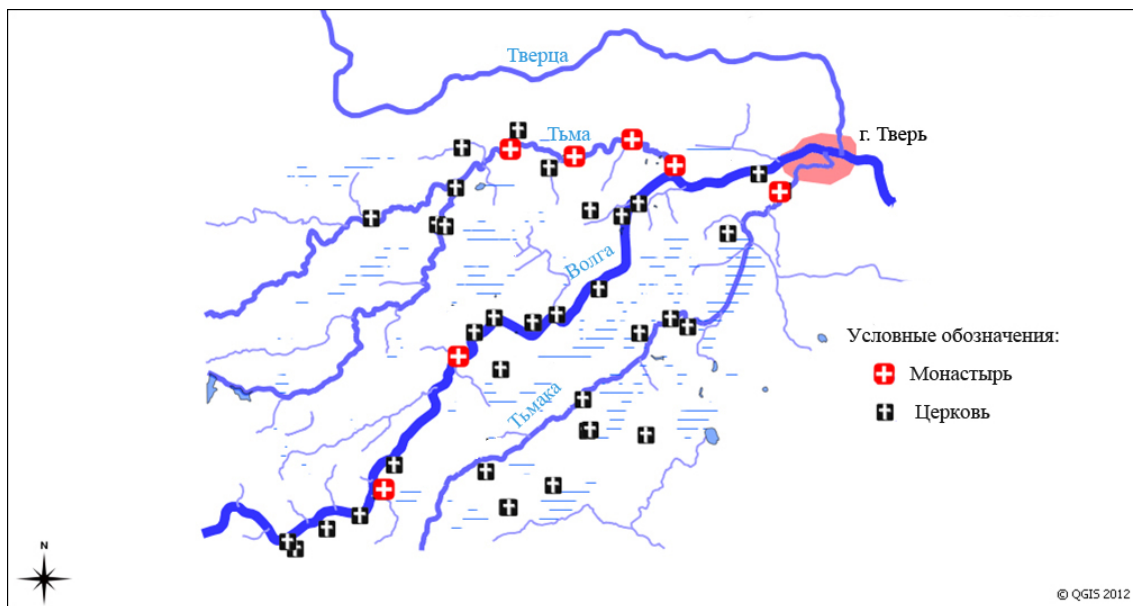 Тверца
г. Тверь
Тьма
Волга
Условные обозначения:
Монастырь
Тьмака
Церковь
N
© QGIS 2012